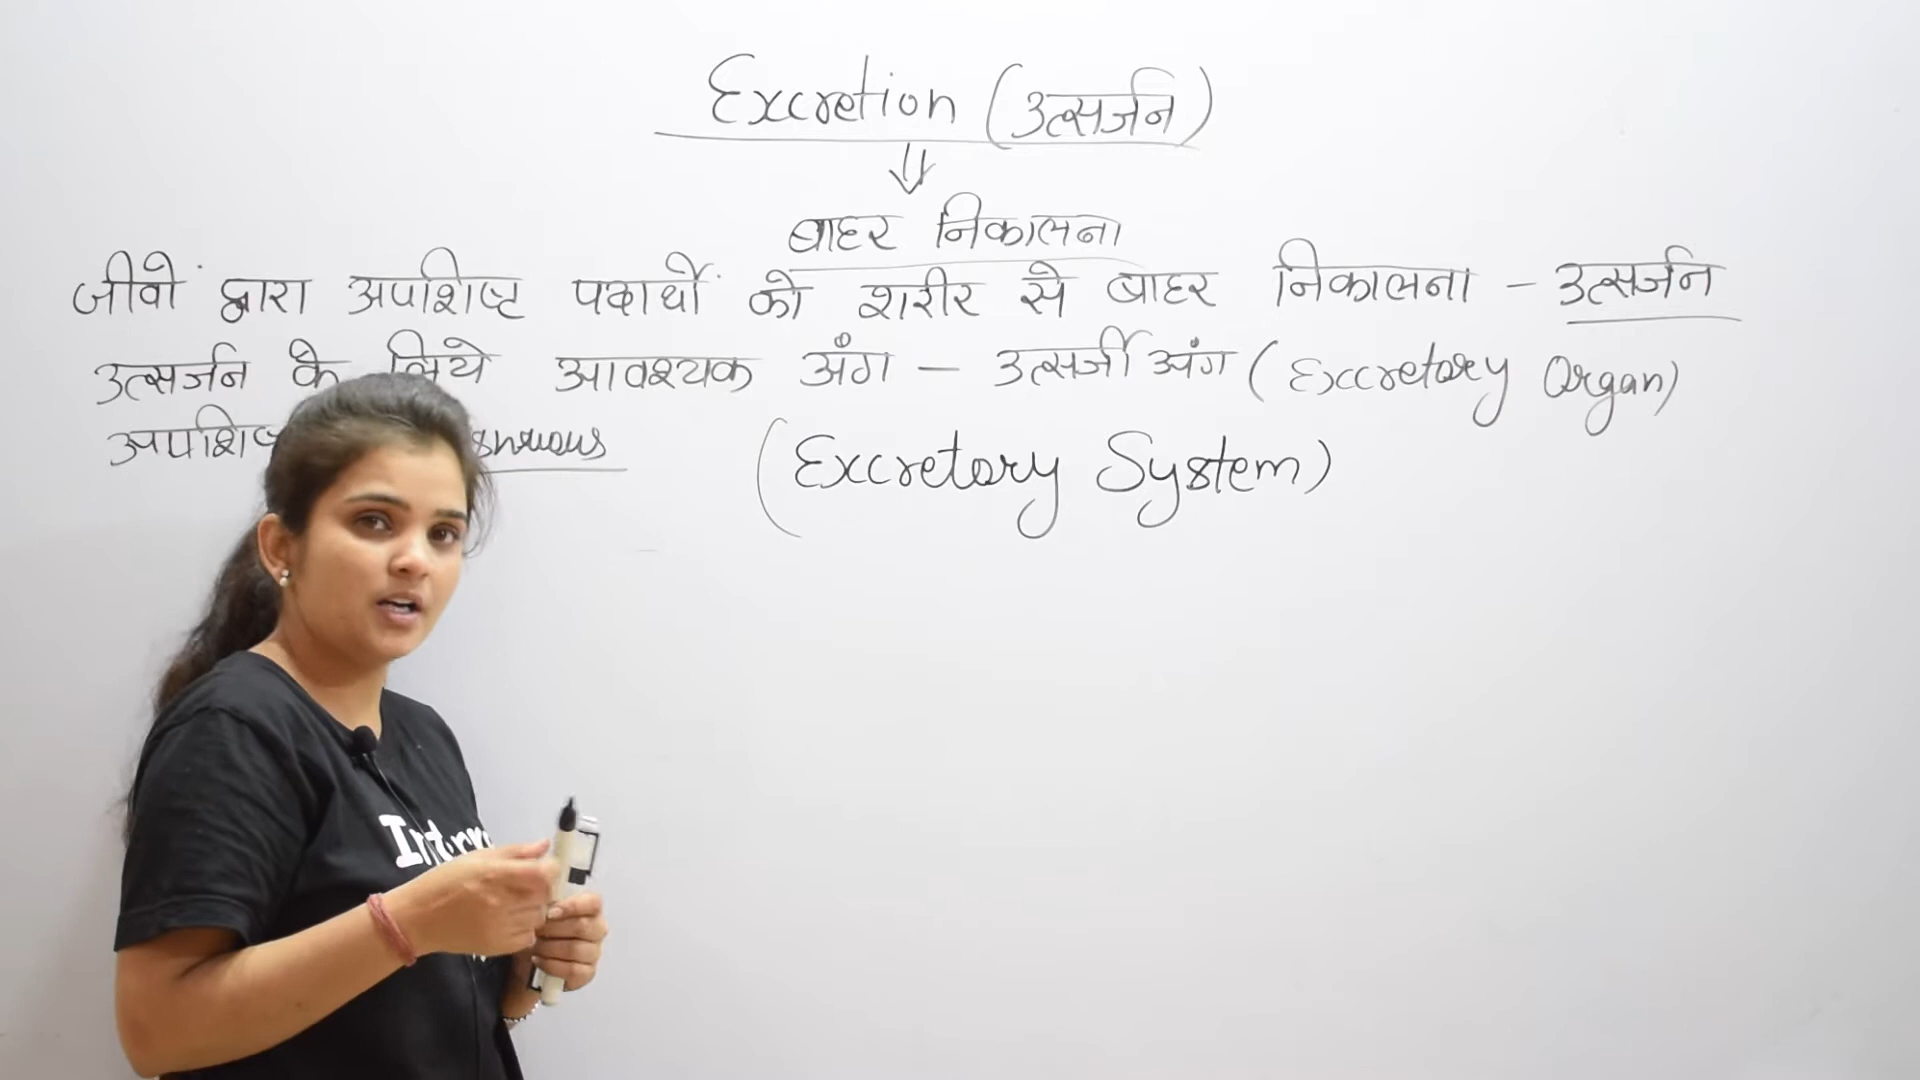 Excretion (उत्सर्जन)
⇓
बाहर निकालना
जीवो द्वारा अपशिष्ट पदार्थों को शरीर से बाहर निकालना - उत्सर्जन
उत्सर्जन के लिये आवश्यक अंग - उत्सर्जी अंग (Exccretory Organ)
(Excretory System)